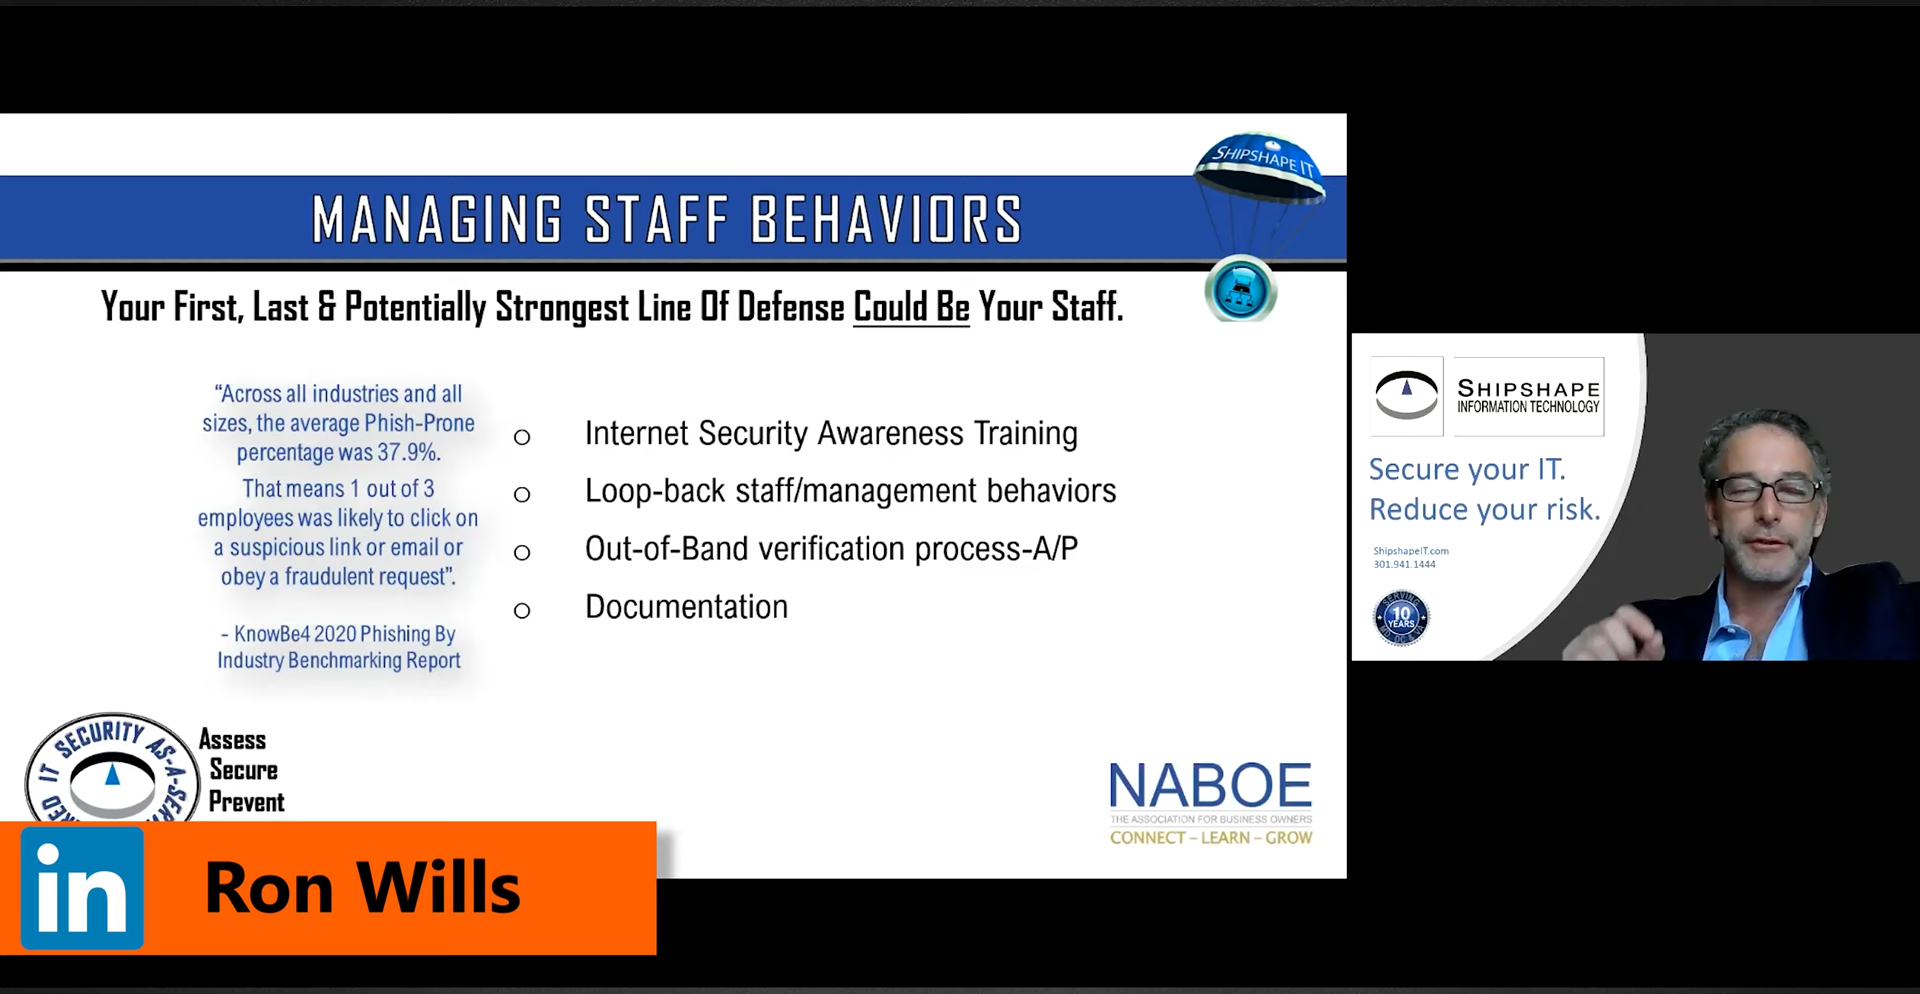 SHIPSHAPE IT
MANAGING STAFF BEHAVIORS
Your First, Last & Potentially Strongest Line Of Defense Could Be Your Staff.
“Across all industries and all
sizes, the average Phish-Prone
percentage was 37.9%.
That means 1 out of 3
employees was likely to click on
a suspicious link or email or
obey a fraudulent request”.
- KnowBe4 2020 Phishing By
Industry Benchmarking Report
o Internet Security Awareness Training
o Loop-back staff/management behaviors
o Out-of-Band verification process-A/P
o Documentation
IT SECURITY AS-A-SERV
Assess
Secure
Prevent
NABOE
THE ASSOCIATION FOR BUSINESS OWNERS
CONNECT – LEARN – GROW
in Ron Wills
SHIPSHAPE
INFORMATION TECHNOLOGY
Secure your IT.
Reduce your risk.
ShipshapeIT.com
301.941.1444
SERVING
10
YEARS
MD, DC & VA